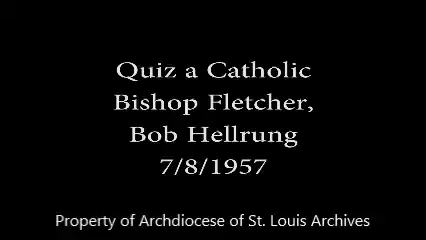 Quiz a Catholic
Bishop Fletcher,
Bob Hellrung
7/8/1957
Property of Archdiocese of St. Louis Archives